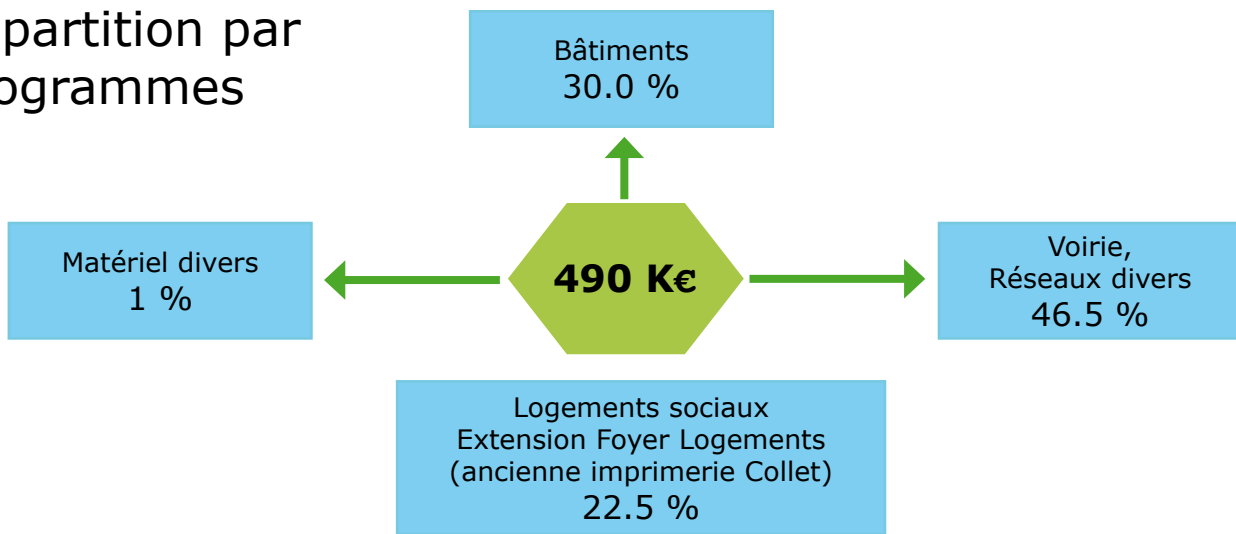 partition par
ogrammes
Bâtiments
30.0 %
Matériel divers
1 %
490 K€
Voirie,
Réseaux divers
46.5 %
Logements sociaux
Extension Foyer Logements
(ancienne imprimerie Collet)
22.5 %